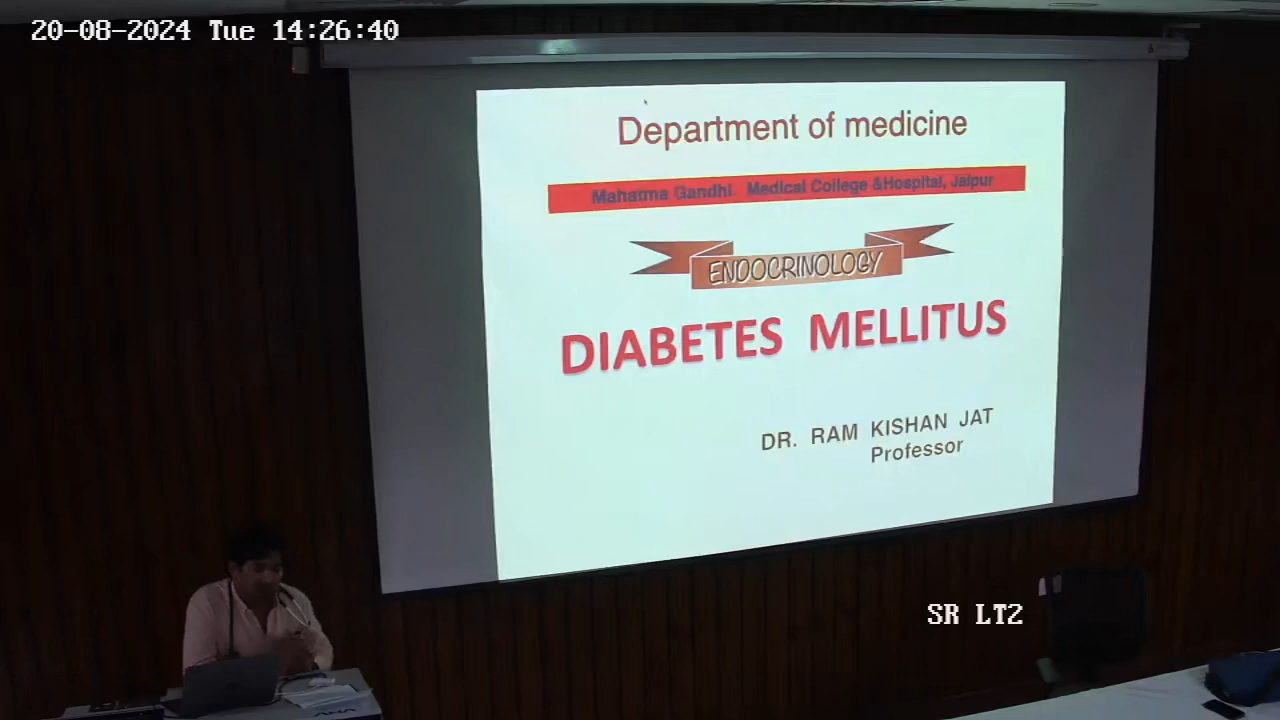 20-08-2024 Tue 14:26:40
Department of medicine
Mahatma Gandhi. Medical College &Hospital, Jaipur
ENDOCRINOLOGY
DIABETES MELLITUS
DR. RAM KISHAN JAT
Professor
SR LT2